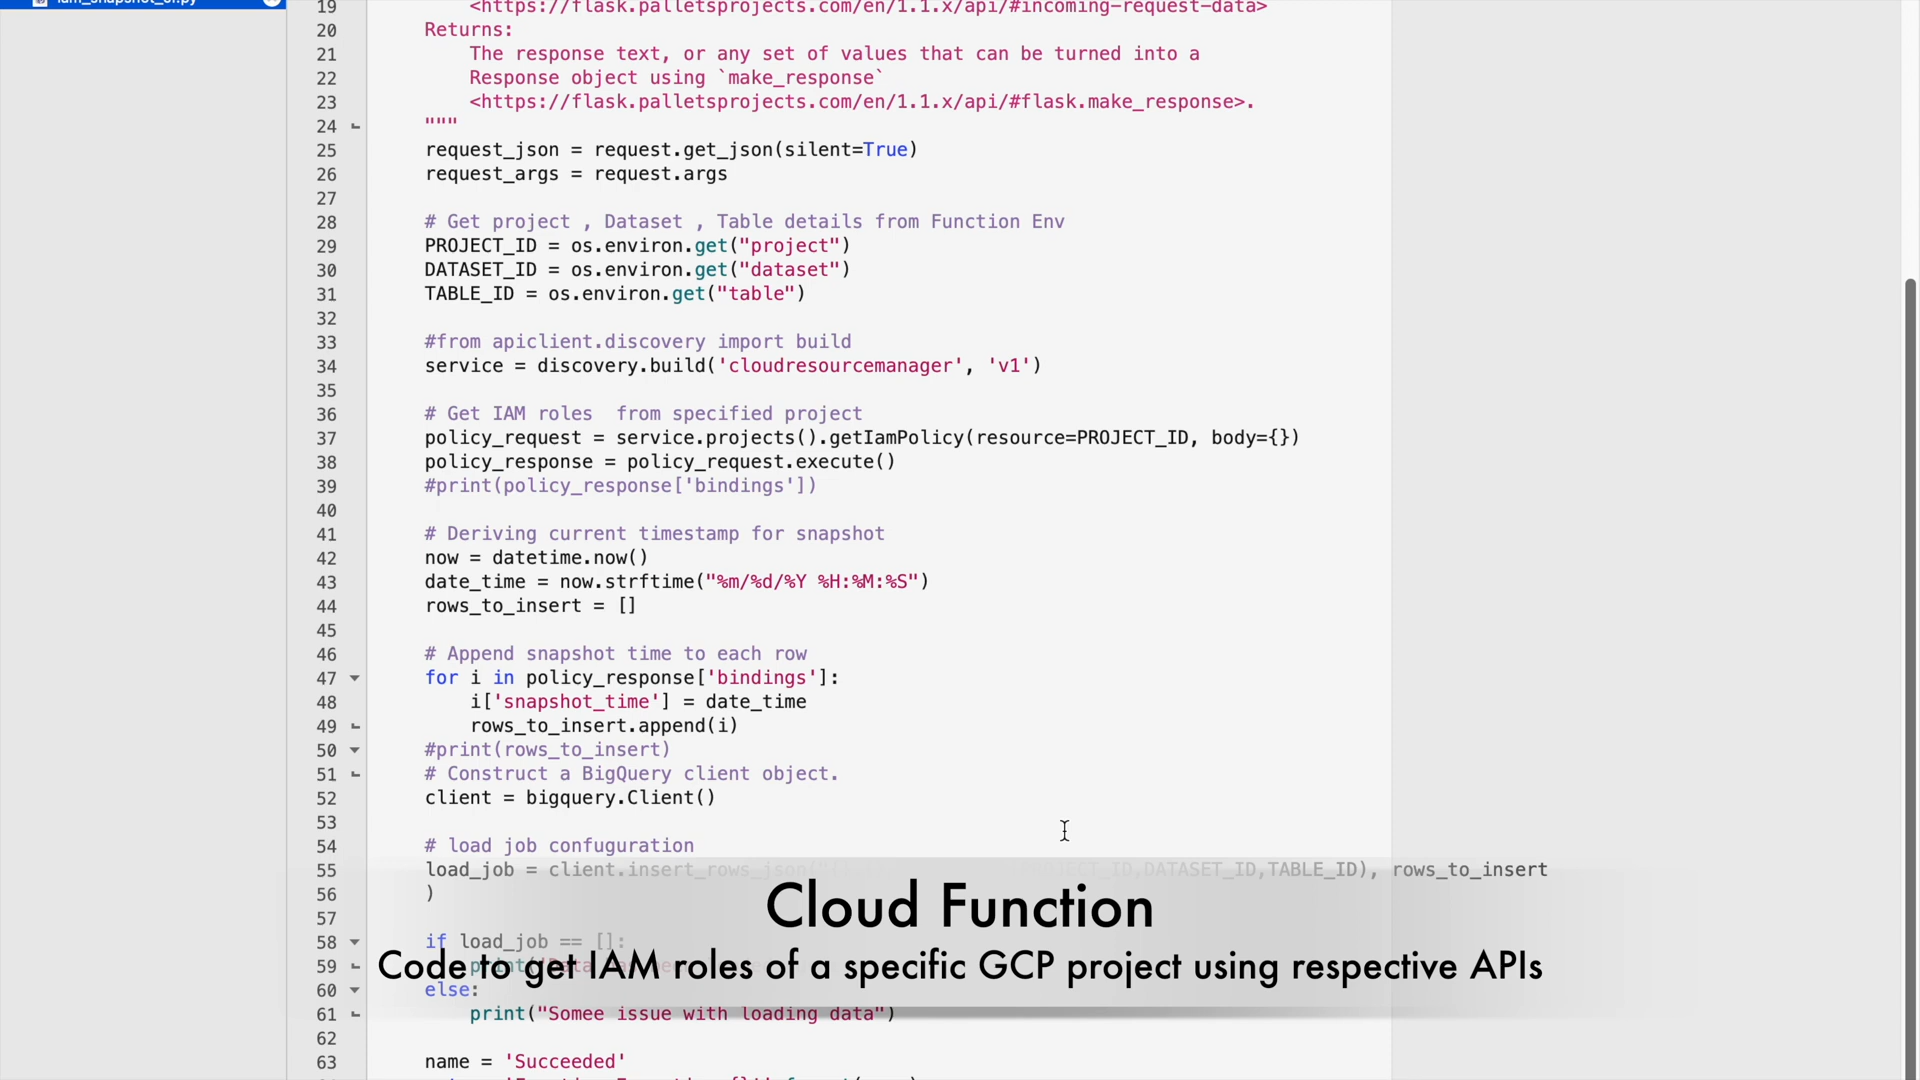 iam_snapshot_cf.py
19 <https://flask.palletsprojects.com/en/1.1.x/api/#incoming-request-data>
20 Returns:
21 The response text, or any set of values that can be turned into a
22 Response object using `make_response`
23 <https://flask.palletsprojects.com/en/1.1.x/api/#flask.make_response>.
24 """
25 request_json = request.get_json(silent=True)
26 request_args = request.args
27
28 # Get project , Dataset , Table details from Function Env
29 PROJECT_ID = os.environ.get("project")
30 DATASET_ID = os.environ.get("dataset")
31 TABLE_ID = os.environ.get("table")
32
33 #from apiclient.discovery import build
34 service = discovery.build('cloudresourcemanager', 'v1')
35
36 # Get IAM roles  from specified project
37 policy_request = service.projects().getIamPolicy(resource=PROJECT_ID, body={})
38 policy_response = policy_request.execute()
39 #print(policy_response['bindings'])
40
41 # Deriving current timestamp for snapshot
42 now = datetime.now()
43 date_time = now.strftime("%m/%d/%Y %H:%M:%S")
44 rows_to_insert = []
45
46 # Append snapshot time to each row
47 for i in policy_response['bindings']:
48 i['snapshot_time'] = date_time
49 rows_to_insert.append(i)
50 #print(rows_to_insert)
51 # Construct a BigQuery client object.
52 client = bigquery.Client()
53
54 # load job confuguration
55 load_job = client.insert_rows_json( DATASET_ID,TABLE_ID), rows_to_insert
56 )
57
58 if load_job == []:
59
60 else:
61 print("Somee issue with loading data")
62
63 name = 'Succeeded'
Cloud Function
Code to get IAM roles of a specific GCP project using respective APIs